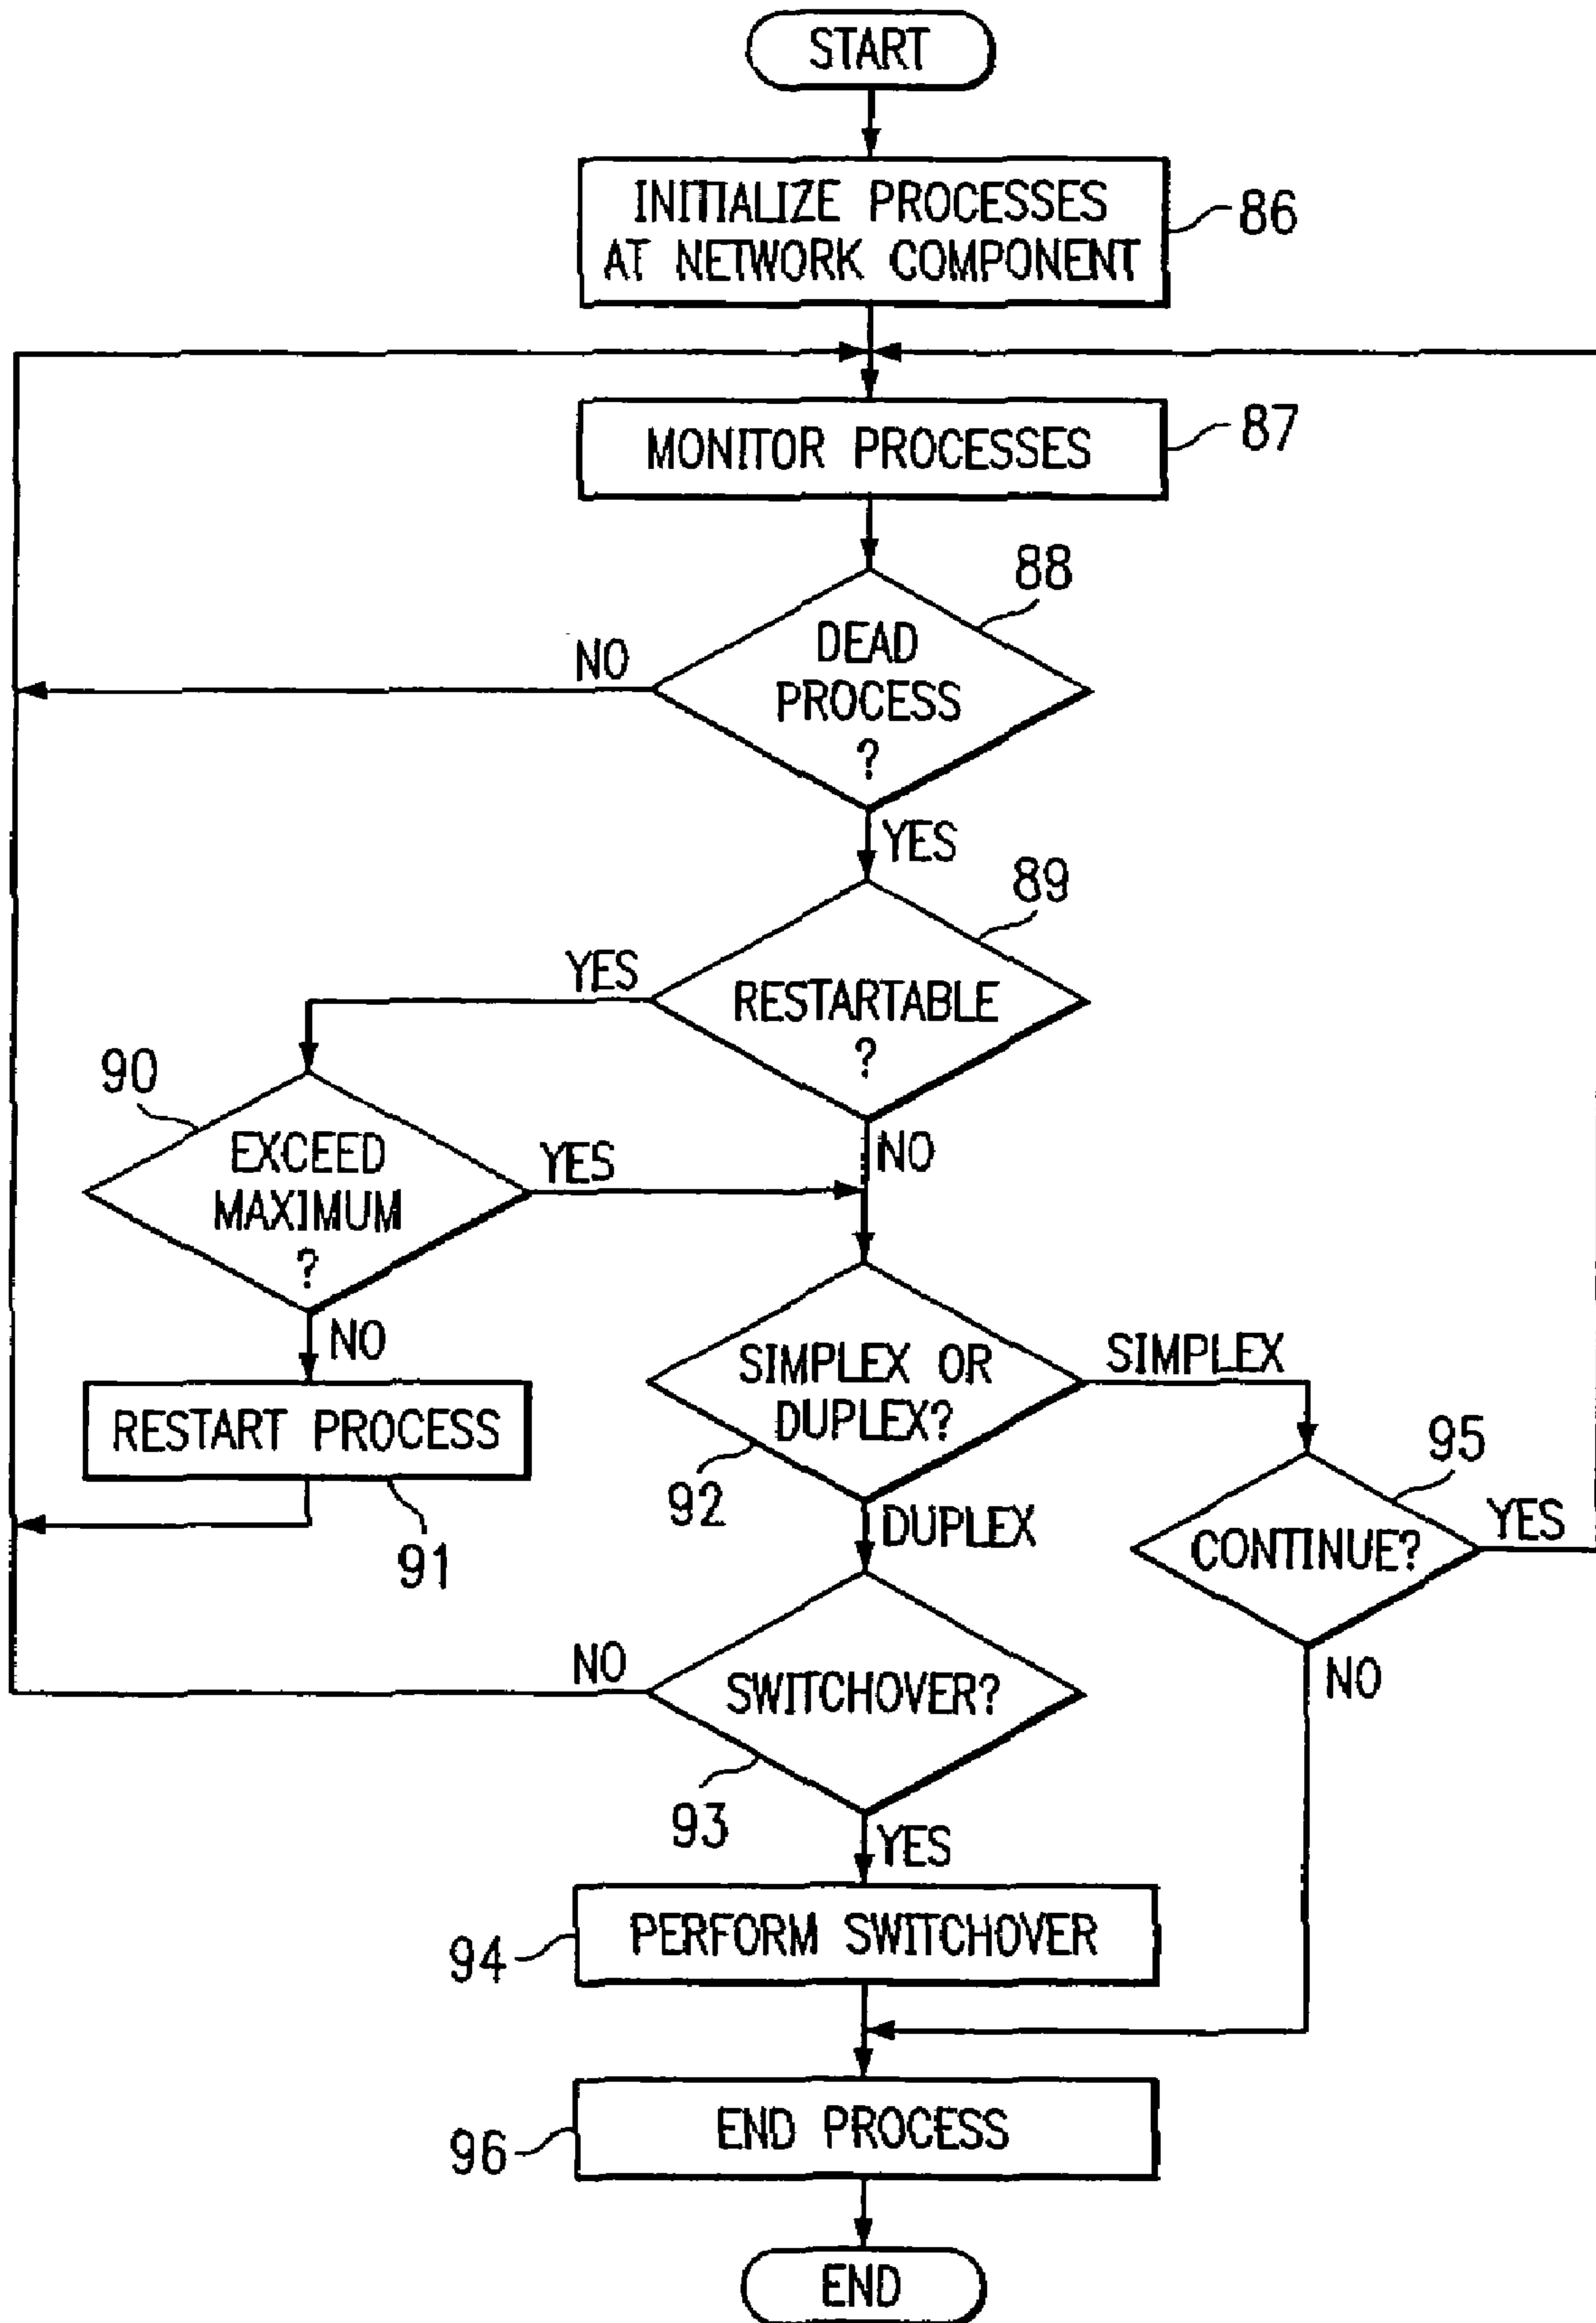 START
INITIALIZE PROCESSES
AT NETWORK COMPONENT
86
MONITOR PROCESSES
87
88
DEAD
PROCESS
?
NO
YES
89
RESTARTABLE
?
YES
NO
90
EXCEED
MAXIMUM
?
YES
NO
RESTART PROCESS
91
SIMPLEX OR
DUPLEX?
92
SIMPLEX
DUPLEX
95
CONTINUE?
YES
NO
SWITCHOVER?
NO
93
YES
PERFORM SWITCHOVER
94
END PROCESS
96
END